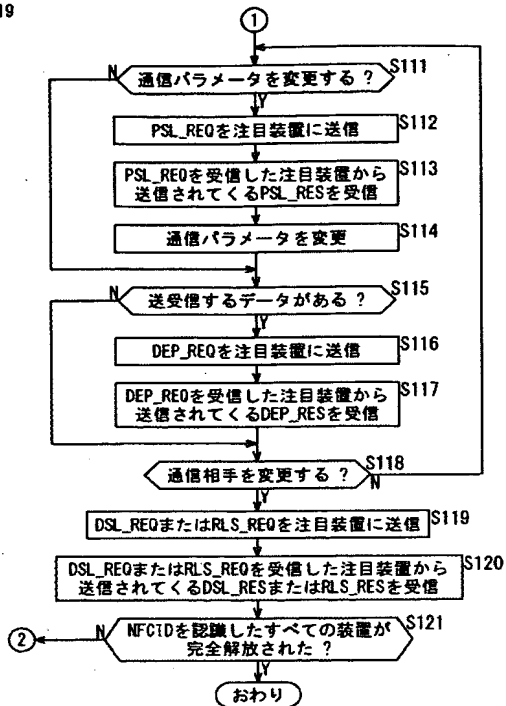 19
1
通信パラメータを変更する ?
S111
N
Y
PSL_REQを注目装置に送信
S112
PSL_REQを受信した注目装置から
送信されてくるPSL_RESを受信
S113
通信パラメータを変更
S114
送受信するデータがある ?
S115
N
Y
DEP_REQを注目装置に送信
S116
DEP_REQを受信した注目装置から
送信されてくるDEP_RESを受信
S117
通信相手を変更する ?
S118
N
Y
DSL_REQまたはRLS_REQを注目装置に送信
S119
DSL_REQまたはRLS_REQを受信した注目装置から
送信されてくるDSL_RESまたはRLS_RESを受信
S120
NFCIDを認識したすべての装置が
完全解放された ?
S121
2
N
Y
おわり